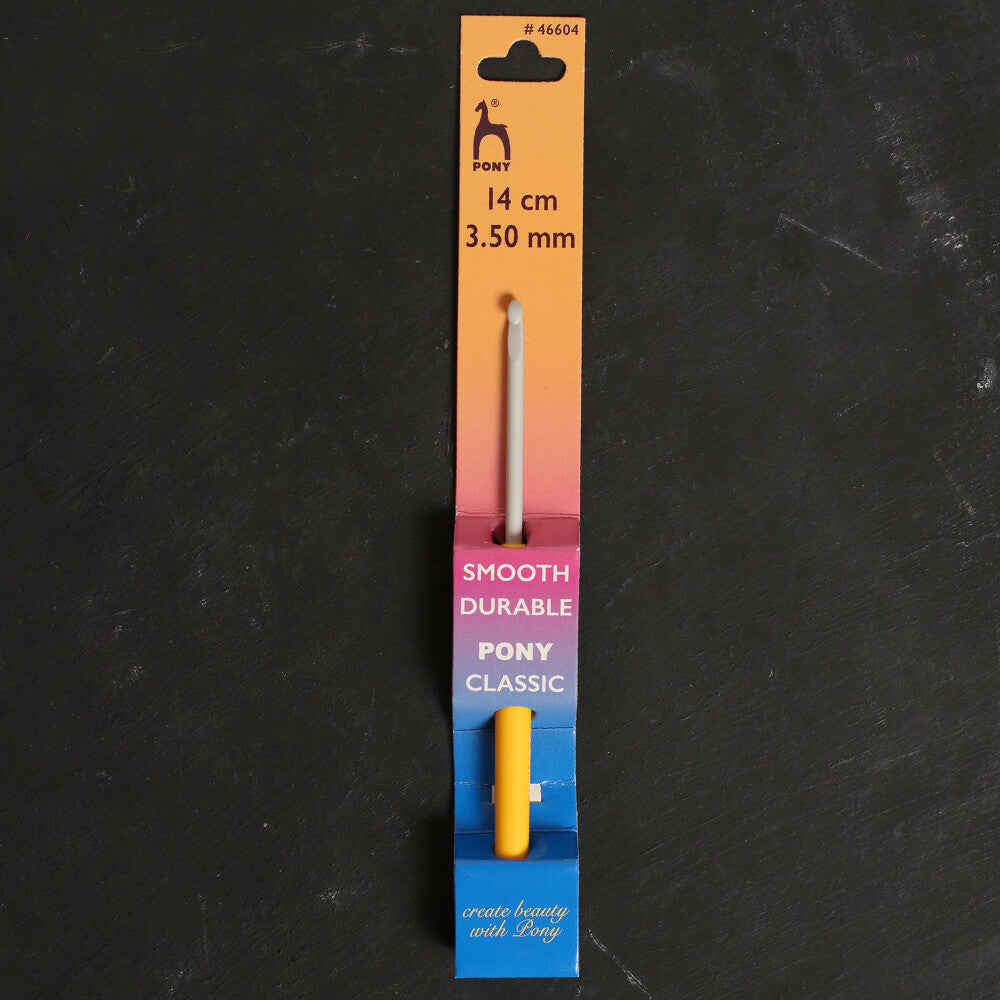 # 46604
®
PONY
14 cm
3.50 mm
SMOOTH
DURABLE
PONY
CLASSIC
create beauty
with Pony